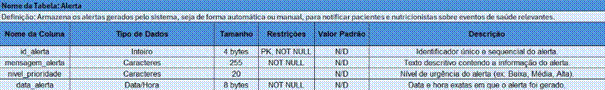 Nome da Tabela: Alerta
Definição: Armazena os alertas gerados pelo sistema, seja de forma automática ou manual, para notificar pacientes e nutricionistas sobre eventos de saúde relevantes.
Nome da Coluna Tipo de Dados Tamanho Restrições Valor Padrão Descrição
id_alerta Inteiro 4 bytes PK, NOT NULL N/D Identificador único e sequencial do alerta.
mensagem_alerta Caracteres 255 NOT NULL N/D Texto descritivo contendo a informação do alerta.
nivel_prioridade Caracteres 20 N/D Nível de urgência do alerta (ex: Baixa, Média, Alta).
data_alerta Data/Hora 8 bytes NOT NULL N/D Data e hora exatas em que o alerta foi gerado.